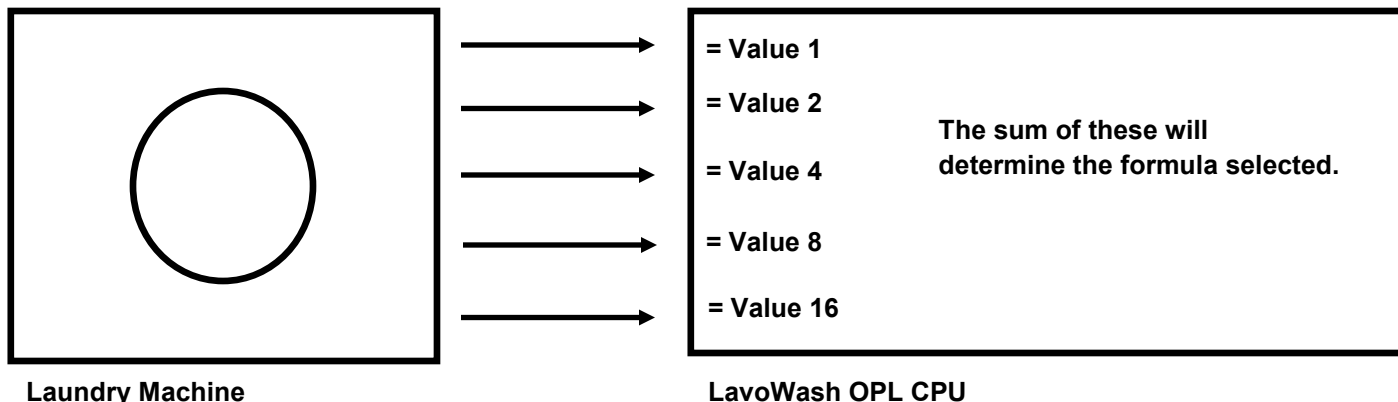 = Value 1
= Value 2
The sum of these will
determine the formula selected.
= Value 4
= Value 8
= Value 16
Laundry Machine
LavoWash OPL CPU